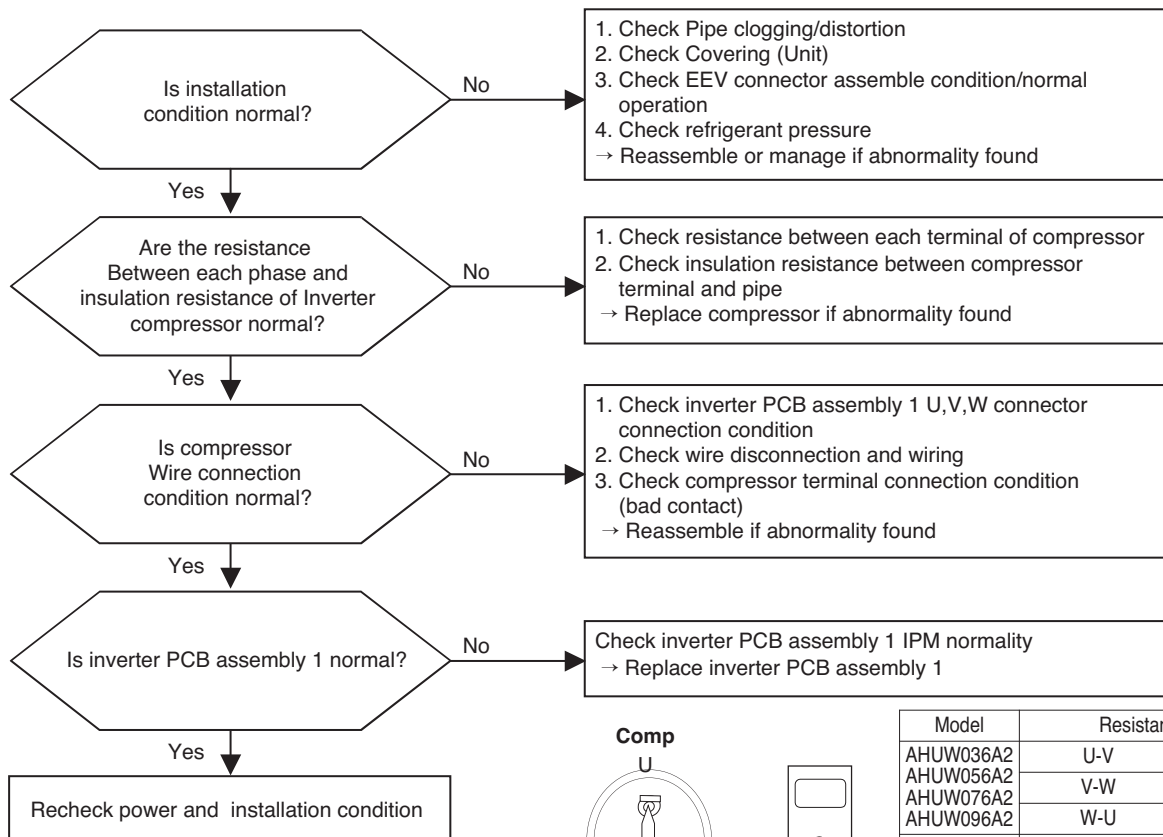 Is installation
condition normal?
No
1. Check Pipe clogging/distortion
2. Check Covering (Unit)
3. Check EEV connector assemble condition/normal
operation
4. Check refrigerant pressure
→ Reassemble or manage if abnormality found
Yes
Are the resistance
Between each phase and
insulation resistance of Inverter
compressor normal?
No
1. Check resistance between each terminal of compressor
2. Check insulation resistance between compressor
terminal and pipe
→ Replace compressor if abnormality found
Yes
Is compressor
Wire connection
condition normal?
No
1. Check inverter PCB assembly 1 U,V,W connector
connection condition
2. Check wire disconnection and wiring
3. Check compressor terminal connection condition
(bad contact)
→ Reassemble if abnormality found
Yes
Is inverter PCB assembly 1 normal?
No
Check inverter PCB assembly 1 IPM normality
→ Replace inverter PCB assembly 1
Yes
Recheck power and installation condition
Comp
U
Model
AHUW036A2
AHUW056A2
AHUW076A2
AHUW096A2
U-V
V-W
W-U